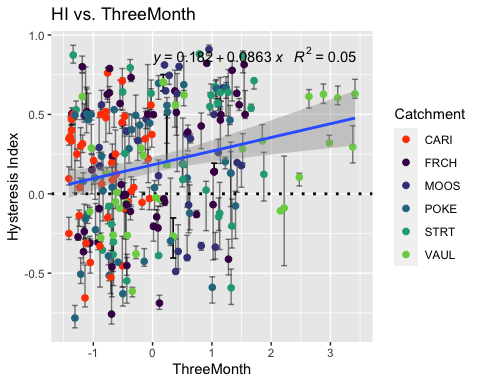 HI vs. ThreeMonth
y = 0.182 + 0.0863 x R² = 0.05
1.0
0.5
0.0
-0.5
Hysteresis Index
-1
0
1
2
3
ThreeMonth
Catchment
CARI
FRCH
MOOS
POKE
STRT
VAUL